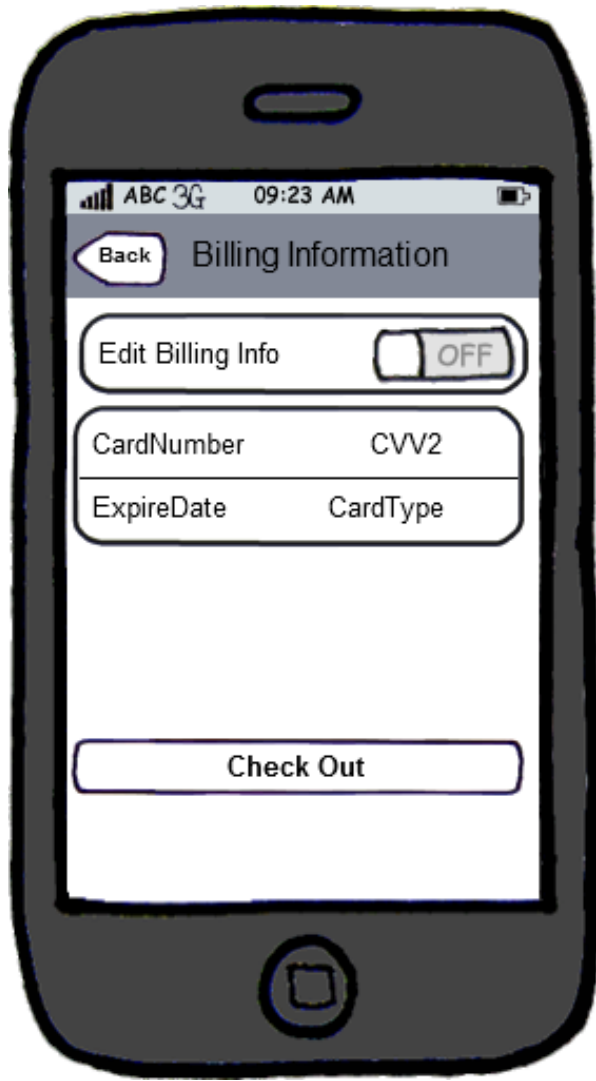 ABC 3G 09:23 AM
Back Billing Information
Edit Billing Info OFF
CardNumber CVV2
ExpireDate CardType
Check Out